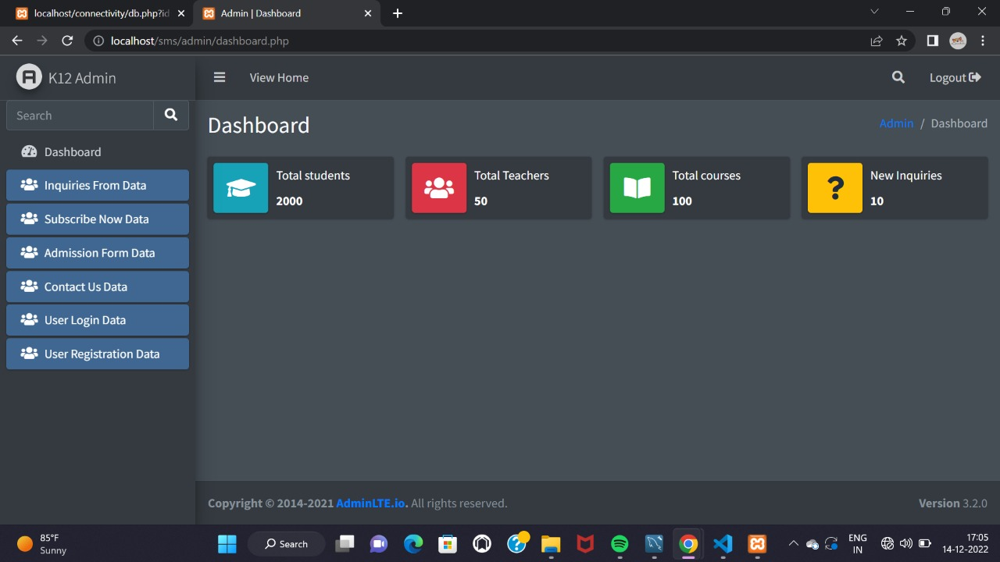 localhost/connectivity/db.php?id
Admin | Dashboard
localhost/sms/admin/dashboard.php
K12 Admin
View Home
Logout
Search
Dashboard
Inquiries From Data
Subscribe Now Data
Admission Form Data
Contact Us Data
User Login Data
User Registration Data
Dashboard
Admin / Dashboard
Total students
2000
Total Teachers
50
Total courses
100
New Inquiries
10
Copyright © 2014-2021 AdminLTE.io. All rights reserved.
Version 3.2.0
85°F
Sunny
Search
ENG
IN
17:05
14-12-2022